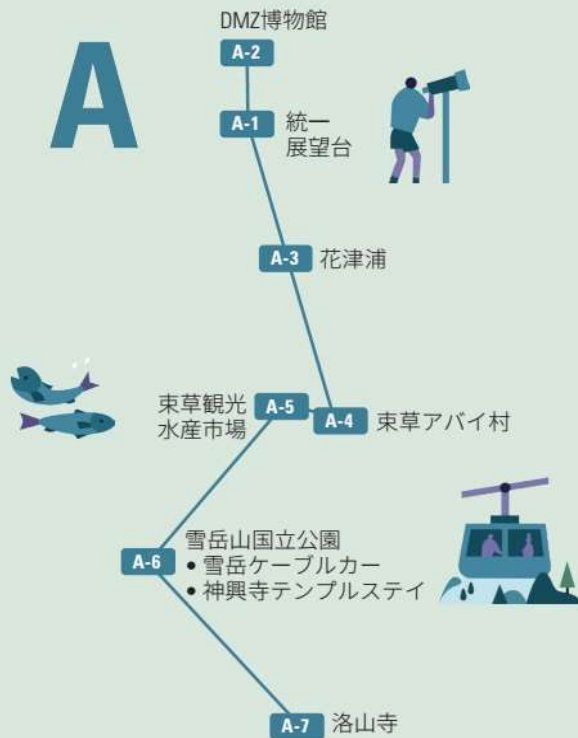 A
DMZ博物館
A-2
A-1
統一
展望台
A-3
花津浦
束草観光
水産市場
A-5
A-4
束草アバイ村
A-6
雪岳山国立公園
• 雪岳ケーブルカー
• 神興寺テンプルステイ
A-7
洛山寺